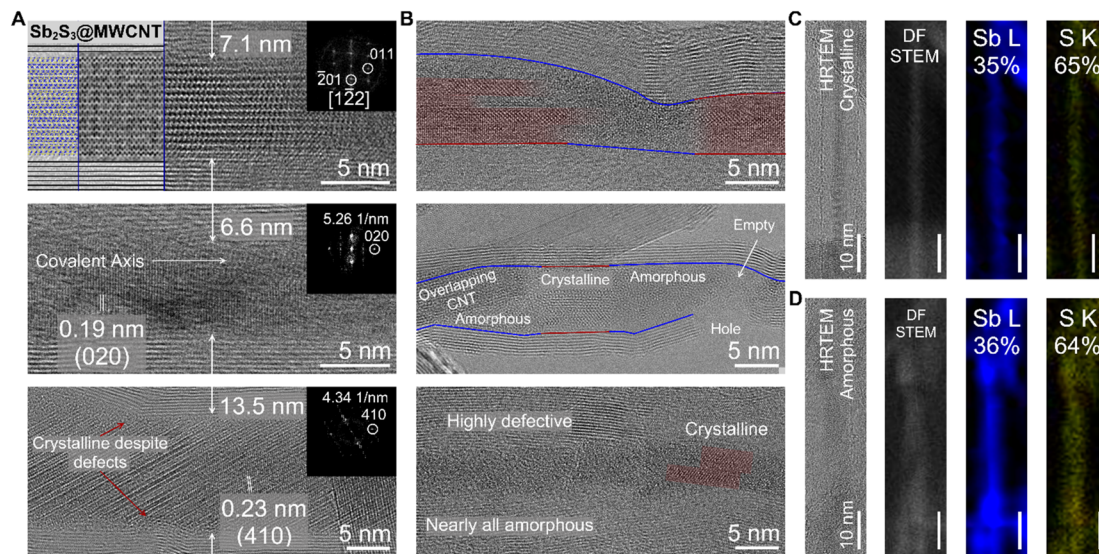 A
Sb₂S₃@MWCNT
7.1 nm
011
2̅01
[12̅2̅]
5 nm
6.6 nm
5.26 1/nm
020
Covalent Axis
0.19 nm
(020)
5 nm
13.5 nm
4.34 1/nm
410
Crystalline despite
defects
0.23 nm
(410)
5 nm
B
5 nm
Empty
Overlapping
CNT
Crystalline
Amorphous
Amorphous
Hole
5 nm
Highly defective
Crystalline
Nearly all amorphous
5 nm
C
HRTEM
Crystalline
10 nm
DF
STEM
Sb L
35%
S K
65%
D
HRTEM
Amorphous
10 nm
DF
STEM
Sb L
36%
S K
64%